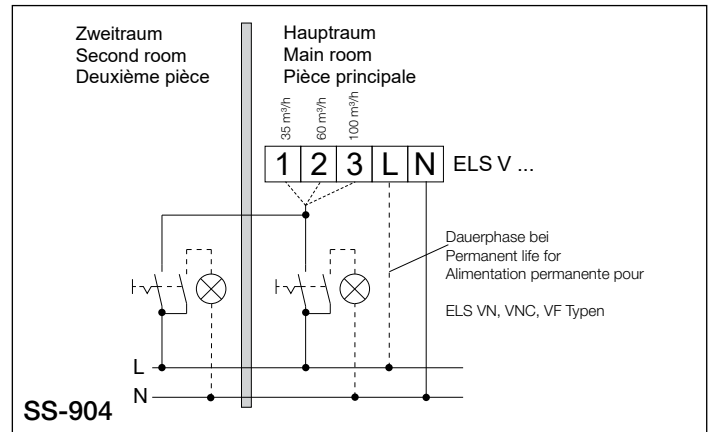 Zweitraum
Second room
Deuxième pièce
Hauptraum
Main room
Pièce principale
35 m³/h
60 m³/h
100 m³/h
1 2 3 L N ELS V ...
Dauerphase bei
Permanent life for
Alimentation permanente pour
ELS VN, VNC, VF Typen
L
N
SS-904